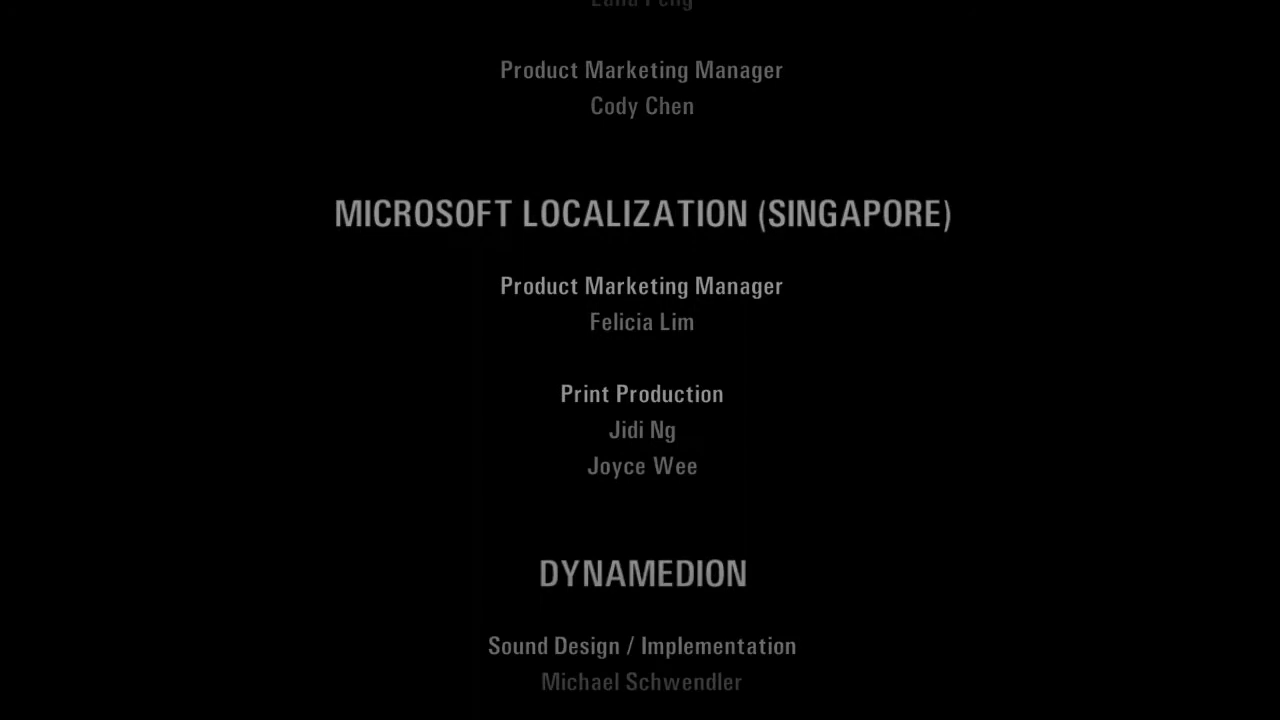 Product Marketing Manager
Cody Chen
MICROSOFT LOCALIZATION (SINGAPORE)
Product Marketing Manager
Felicia Lim
Print Production
Jidi Ng
Joyce Wee
DYNAMEDION
Sound Design / Implementation
Michael Schwendler